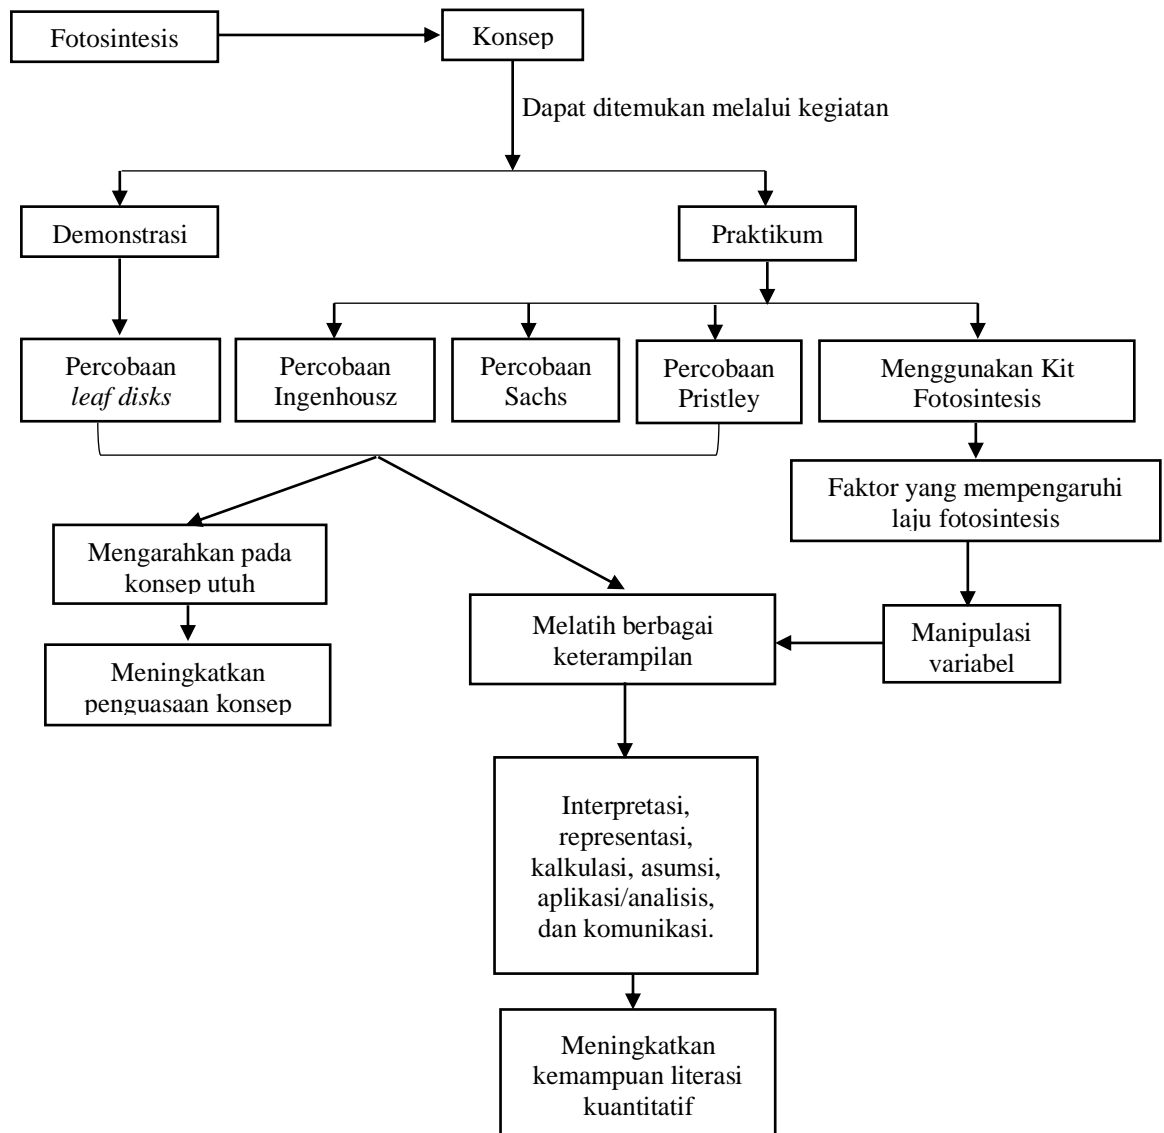 Fotosintesis
Konsep
Dapat ditemukan melalui kegiatan
Demonstrasi
Praktikum
Percobaan
leaf disks
Percobaan
Ingenhousz
Percobaan
Sachs
Percobaan
Pristley
Menggunakan Kit
Fotosintesis
Faktor yang mempengaruhi
laju fotosintesis
Mengarahkan pada
konsep utuh
Melatih berbagai
keterampilan
Manipulasi
variabel
Meningkatkan
penguasaan konsep
Interpretasi,
representasi,
kalkulasi, asumsi,
aplikasi/analisis,
dan komunikasi.
Meningkatkan
kemampuan literasi
kuantitatif